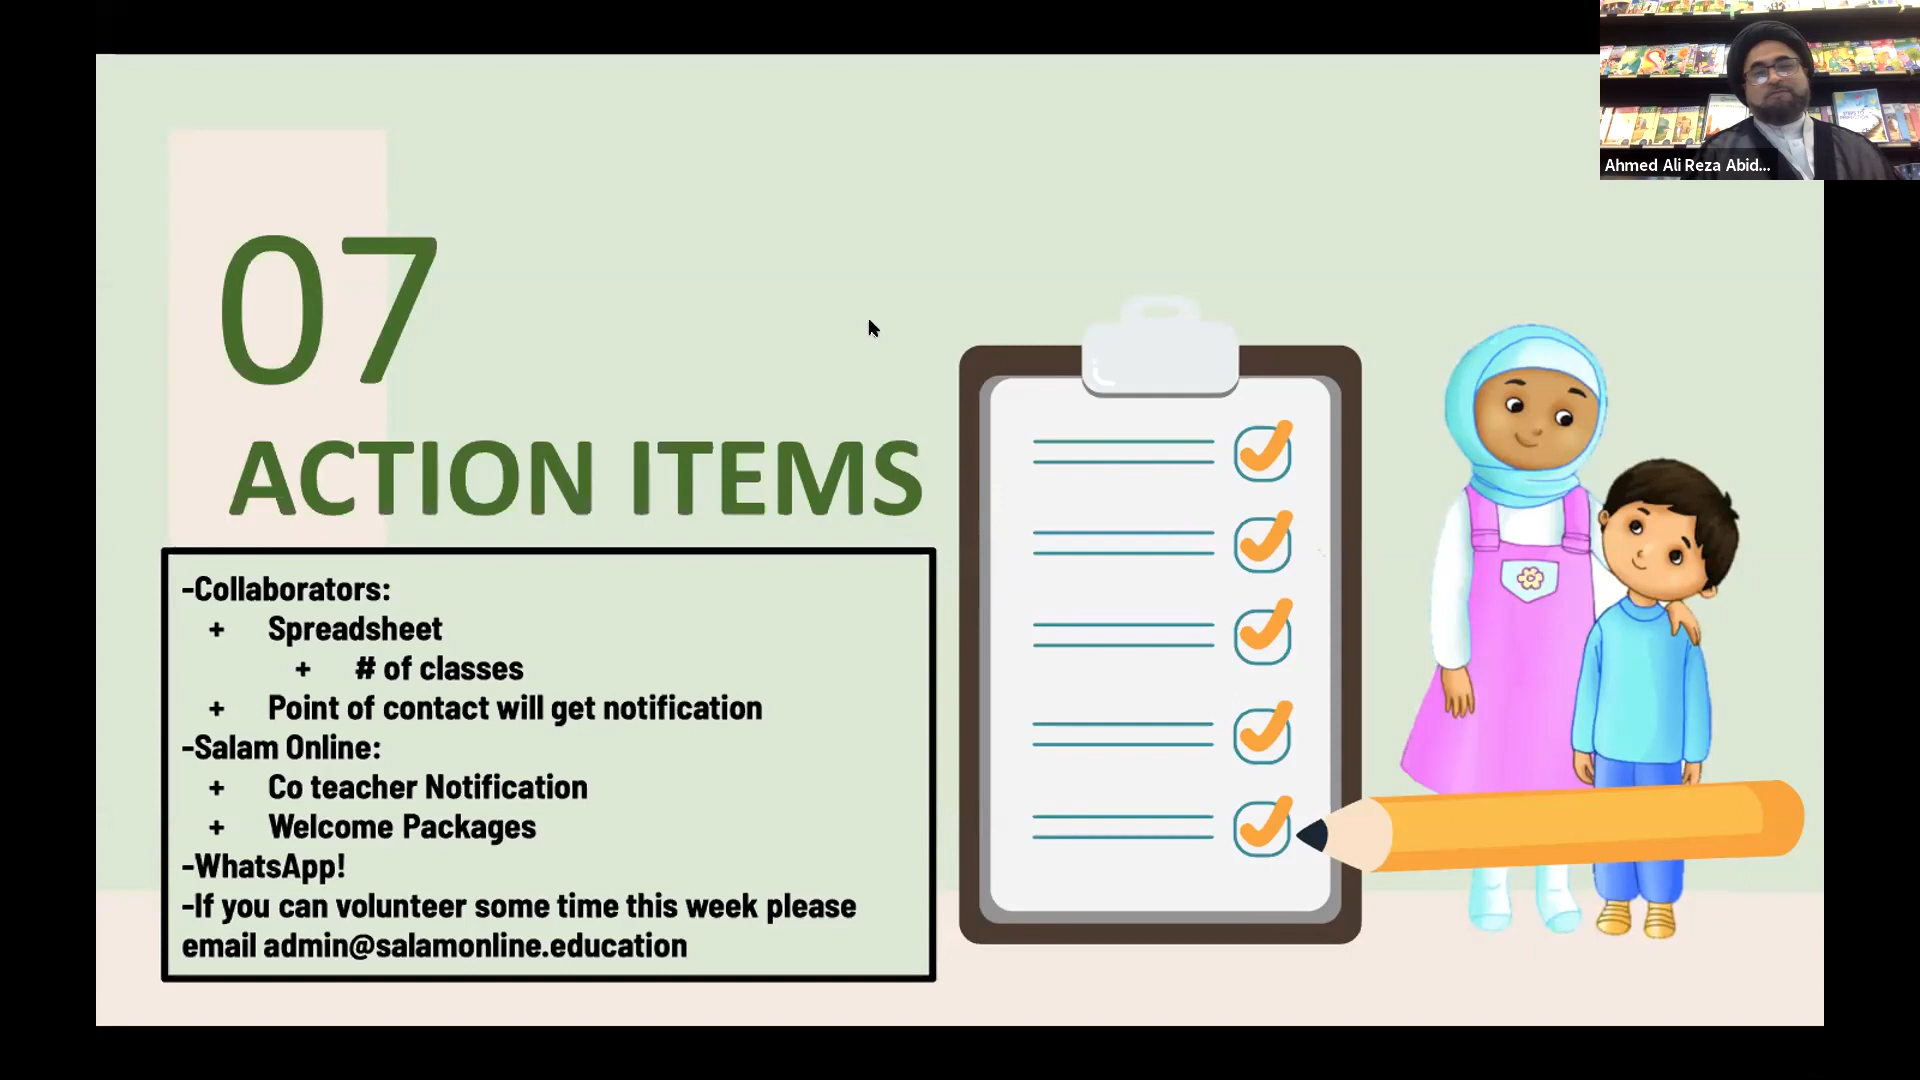 Ahmed Ali Reza Abid...
07
ACTION ITEMS
-Collaborators:
+ Spreadsheet
+ # of classes
+ Point of contact will get notification
-Salam Online:
+ Co teacher Notification
+ Welcome Packages
-WhatsApp!
-If you can volunteer some time this week please
email admin@salamonline.education